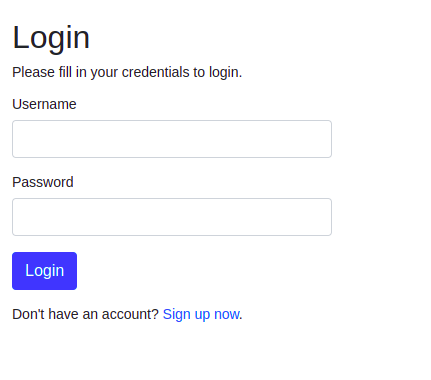 Login
Please fill in your credentials to login.
Username
Password
Login
Don't have an account? Sign up now.